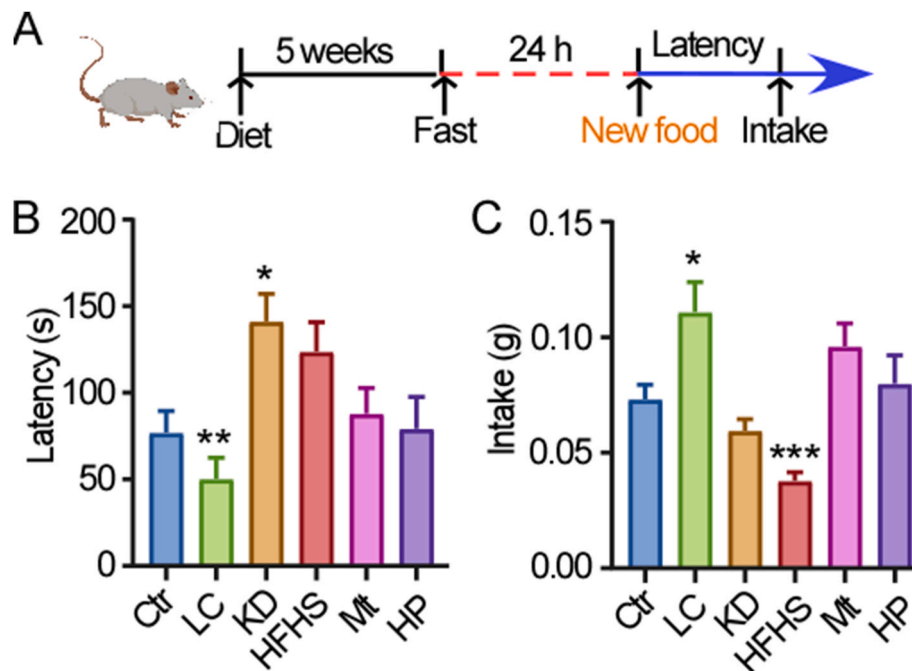 A
5 weeks
24 h
Latency
Diet
Fast
New food
Intake
B
200
150
100
50
0
Latency (s)
**
*
Ctr
LC
KD
HFHS
Mt
HP
C
0.15
0.10
0.05
0.00
Intake (g)
*
***
Ctr
LC
KD
HFHS
Mt
HP